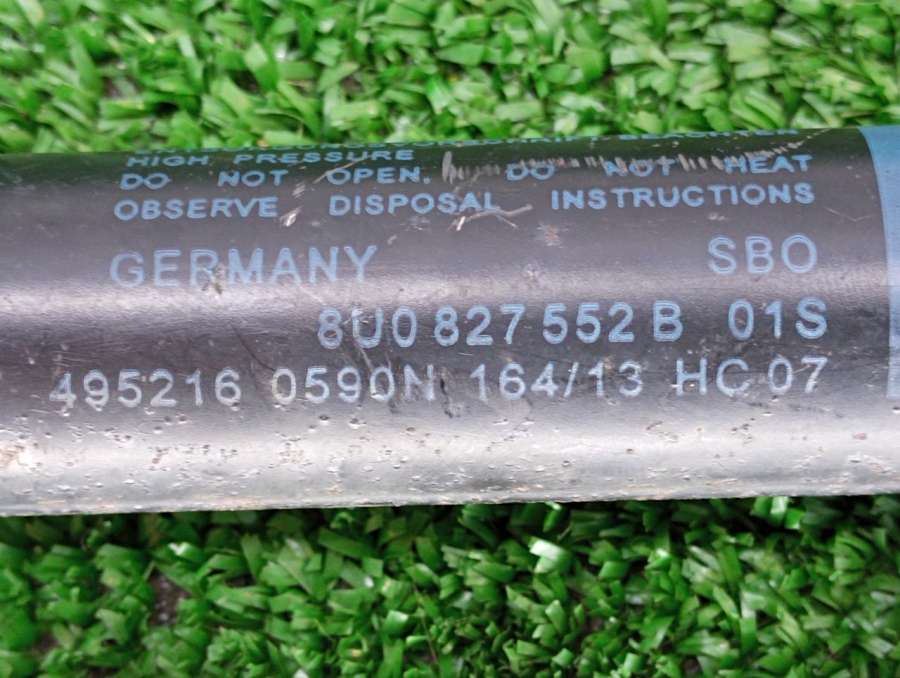 HIGH PRESSURE
DO NOT OPEN. DO NOT HEAT
OBSERVE DISPOSAL INSTRUCTIONS
GERMANY SBO
8U0 827 552 B 01S
495216 0590N 164/13 HC 07